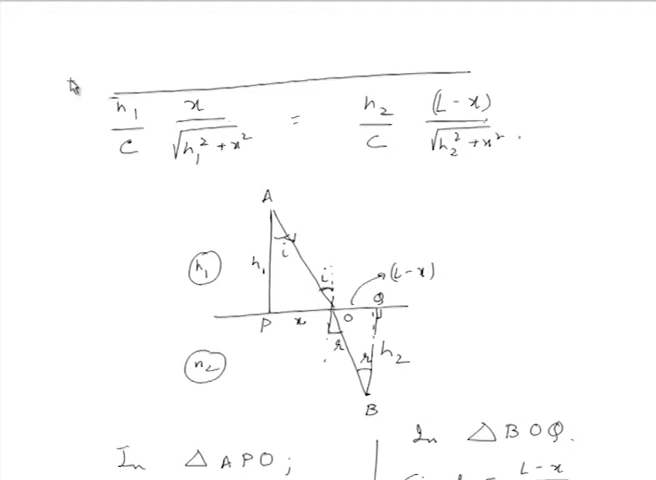 n₁/C x/√(h₁² + x²) = n₂/C (L - x)/√(h₂² + x²).
A
i
h₁
n₁
i
(L - x)
P
x
O
Q
n₂
r
r
h₂
B
In △ APO;
In △ BOQ.
L - x